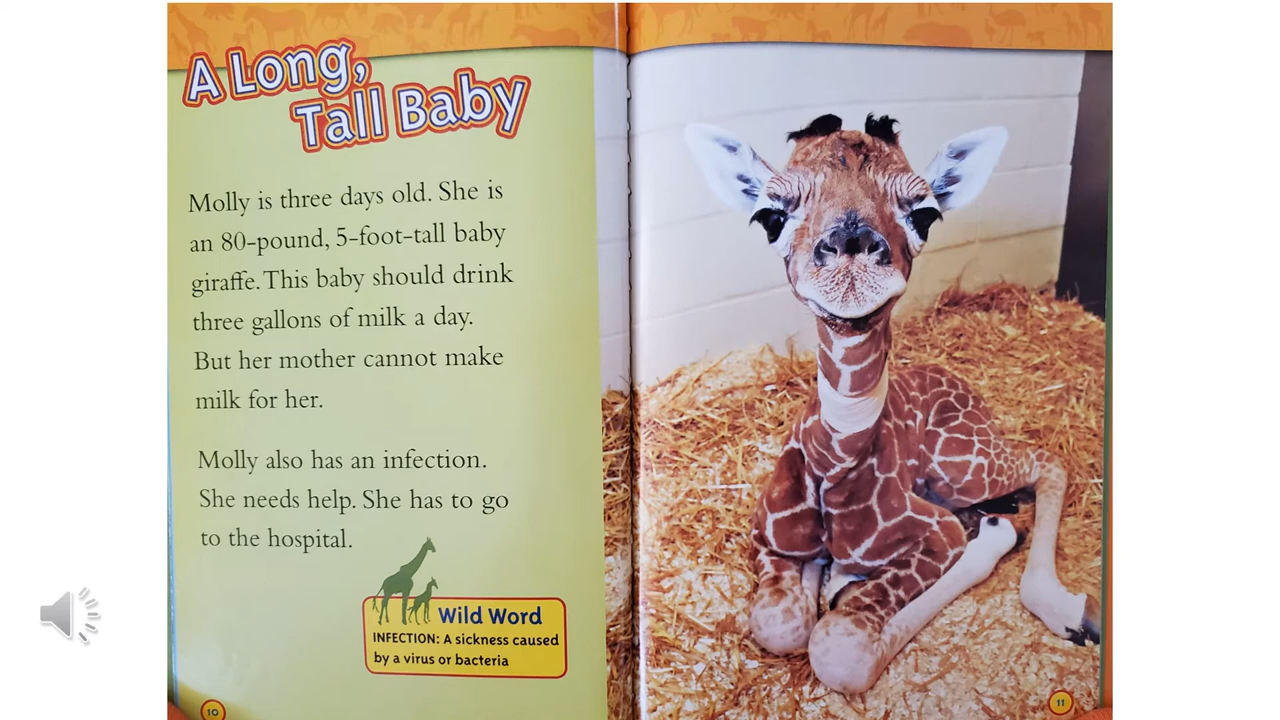 A Long,
Tall Baby
Molly is three days old. She is
an 80-pound, 5-foot-tall baby
giraffe. This baby should drink
three gallons of milk a day.
But her mother cannot make
milk for her.
Molly also has an infection.
She needs help. She has to go
to the hospital.
Wild Word
INFECTION: A sickness caused
by a virus or bacteria
10
11